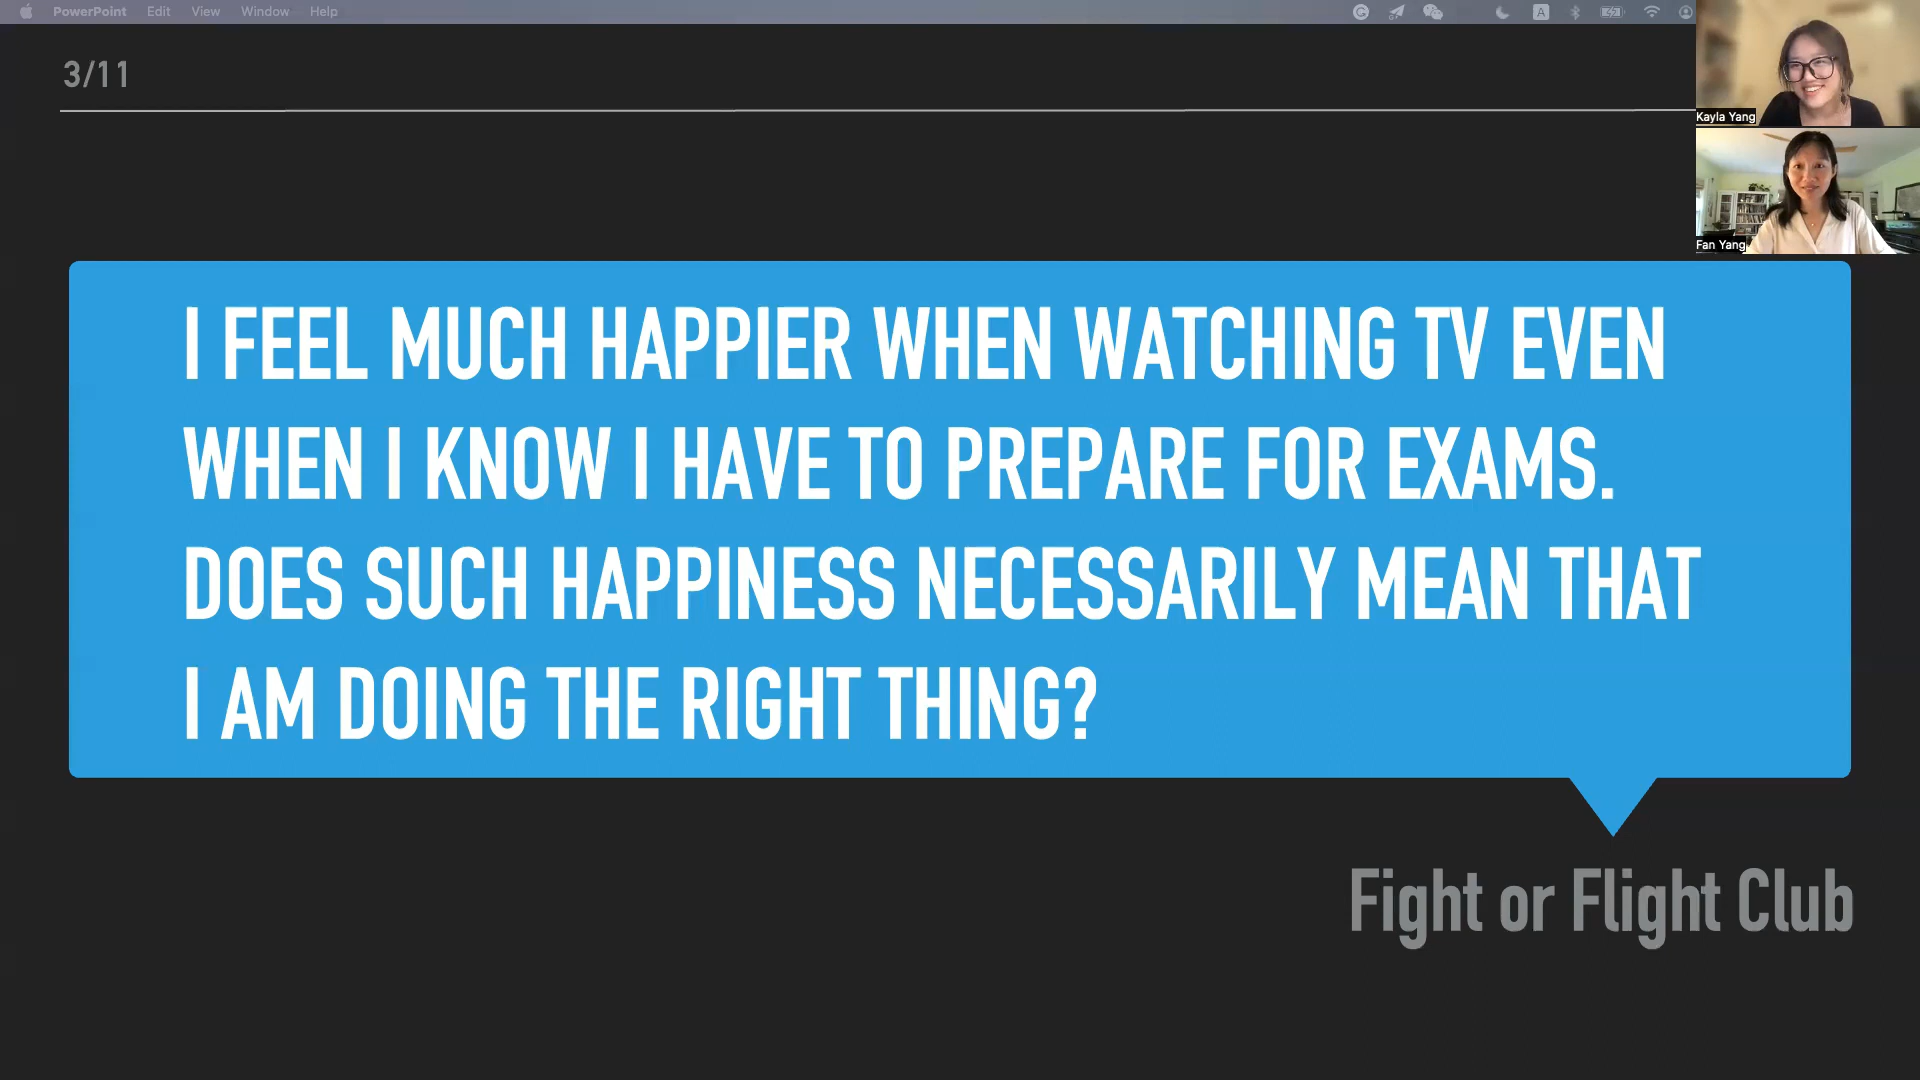 PowerPoint Edit View Window Help
A
3/11
Kayla Yang
Fan Yang
I FEEL MUCH HAPPIER WHEN WATCHING TV EVEN
WHEN I KNOW I HAVE TO PREPARE FOR EXAMS.
DOES SUCH HAPPINESS NECESSARILY MEAN THAT
I AM DOING THE RIGHT THING?
Fight or Flight Club